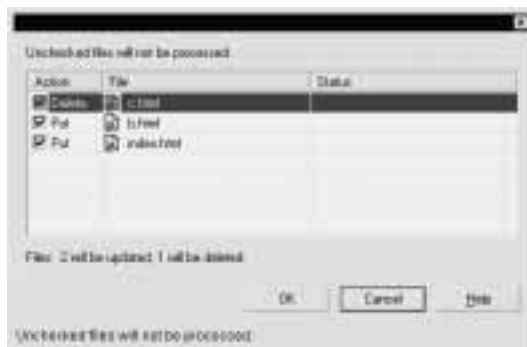 Unchecked files will not be processed.
Action File Status
Delete c.html
Put b.html
Put index.html
Files: 2 will be updated, 1 will be deleted
OK Cancel Help
Unchecked files will not be processed.